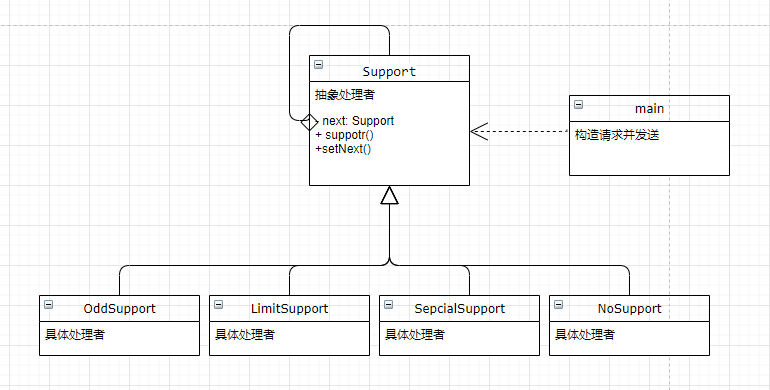 Support
抽象处理者
next: Support
+ suppotr()
+setNext()
main
构造请求并发送
OddSupport
具体处理者
LimitSupport
具体处理者
SepcialSupport
具体处理者
NoSupport
具体处理者